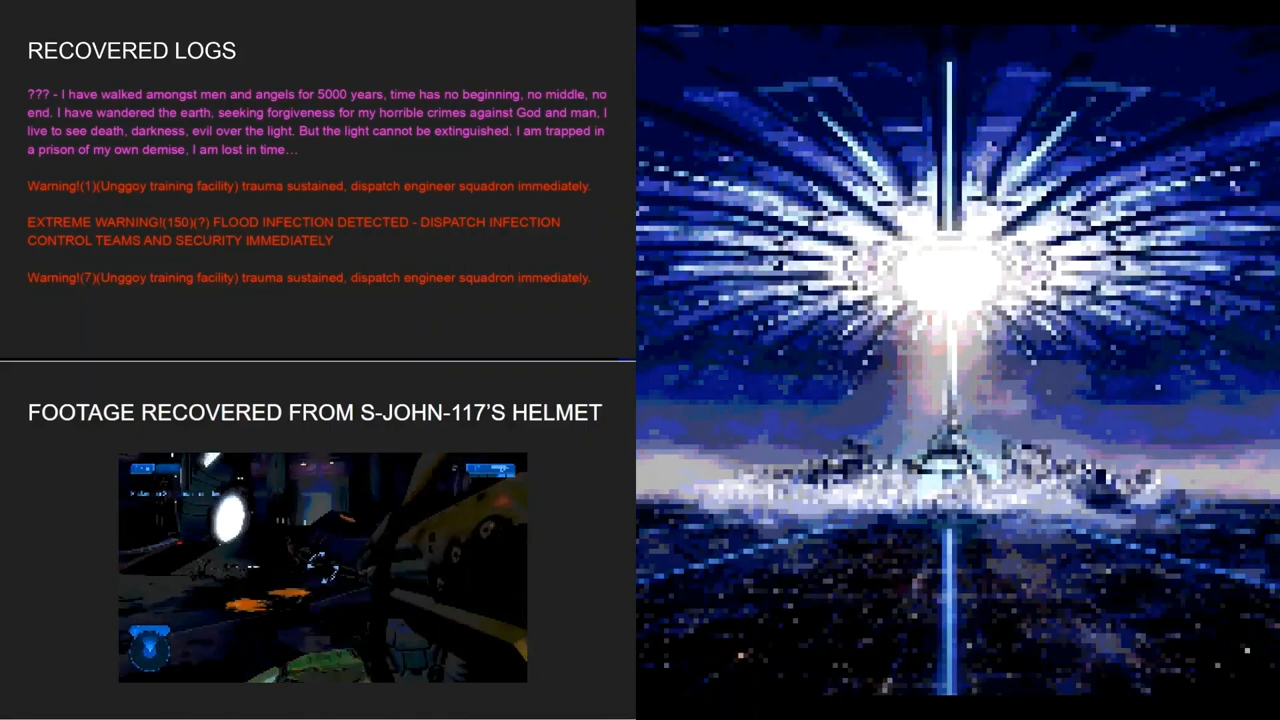 RECOVERED LOGS
??? - I have walked amongst men and angels for 5000 years, time has no beginning, no middle, no
end. I have wandered the earth, seeking forgiveness for my horrible crimes against God and man, I
live to see death, darkness, evil over the light. But the light cannot be extinguished. I am trapped in
a prison of my own demise, I am lost in time…
Warning!(1)(Unggoy training facility) trauma sustained, dispatch engineer squadron immediately.
EXTREME WARNING!(150)(?) FLOOD INFECTION DETECTED - DISPATCH INFECTION
CONTROL TEAMS AND SECURITY IMMEDIATELY
Warning!(7)(Unggoy training facility) trauma sustained, dispatch engineer squadron immediately.
FOOTAGE RECOVERED FROM S-JOHN-117’S HELMET